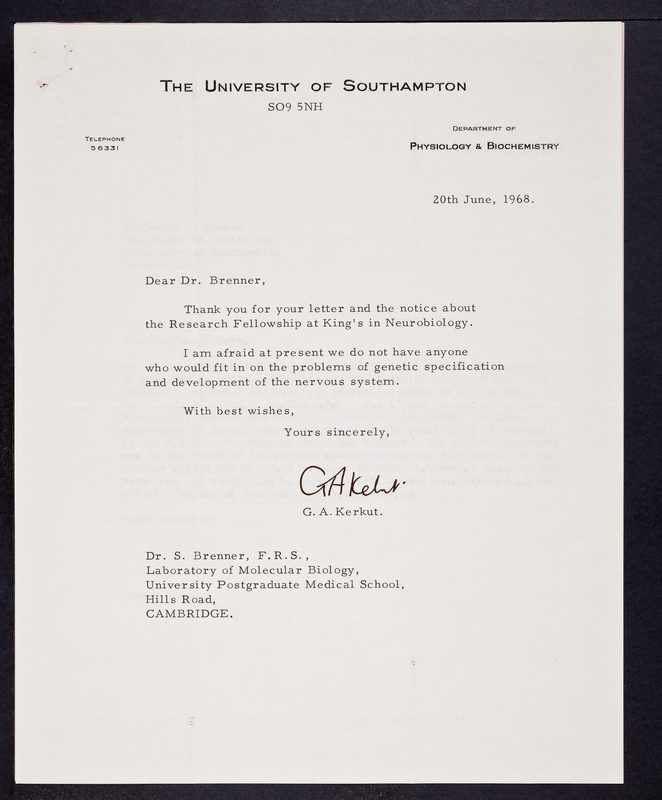 THE UNIVERSITY OF SOUTHAMPTON
SO9 5NH
TELEPHONE
56331
DEPARTMENT OF
PHYSIOLOGY & BIOCHEMISTRY
20th June, 1968.
Dear Dr. Brenner,
Thank you for your letter and the notice about
the Research Fellowship at King's in Neurobiology.
I am afraid at present we do not have anyone
who would fit in on the problems of genetic specification
and development of the nervous system.
With best wishes,
Yours sincerely,
GAKerkut.
G. A. Kerkut.
Dr. S. Brenner, F.R.S.,
Laboratory of Molecular Biology,
University Postgraduate Medical School,
Hills Road,
CAMBRIDGE.